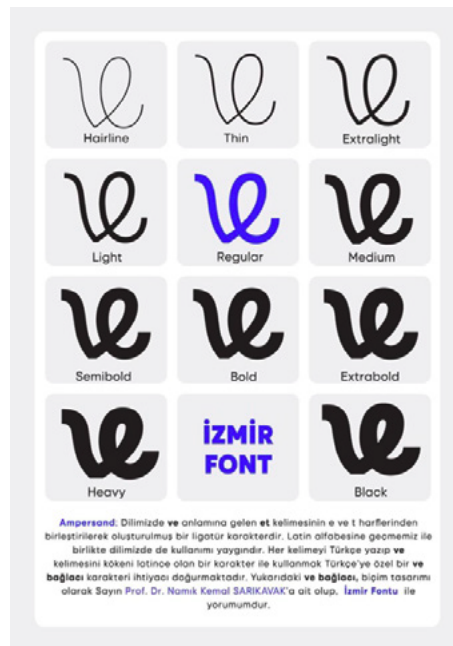 Hairline Thin Extralight
Light Regular Medium
Semibold Bold Extrabold
Heavy İZMİR FONT Black
Ampersand; Dilimizde ve anlamına gelen et kelimesinin e ve t harflerinden
birleştirilerek oluşturulmuş bir ligatür karakterdir. Latin alfabesine geçmemiz ile
birlikte dilimizde de kullanımı yaygındır. Her kelimeyi Türkçe yazıp ve
kelimesini kökeni latince olan bir karakter ile kullanmak Türkçe'ye özel bir ve
bağlacı karakteri ihtiyacı doğurmaktadır. Yukarıdaki ve bağlacı, biçim tasarımı
olarak Sayın Prof. Dr. Namık Kemal SARIKAVAK'a ait olup, İzmir Fontu ile
yorumumdur.